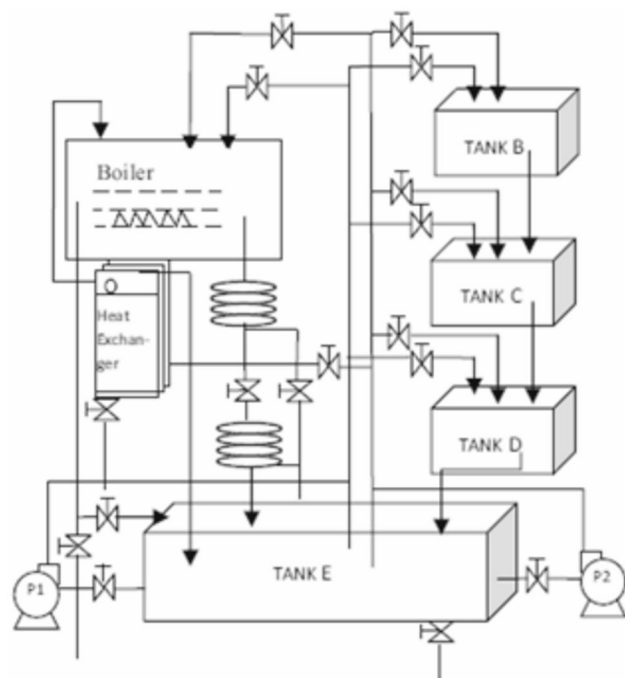 TANK B
Boiler
TANK C
Heat
Exchan-
ger
TANK D
TANK E
P1
P2